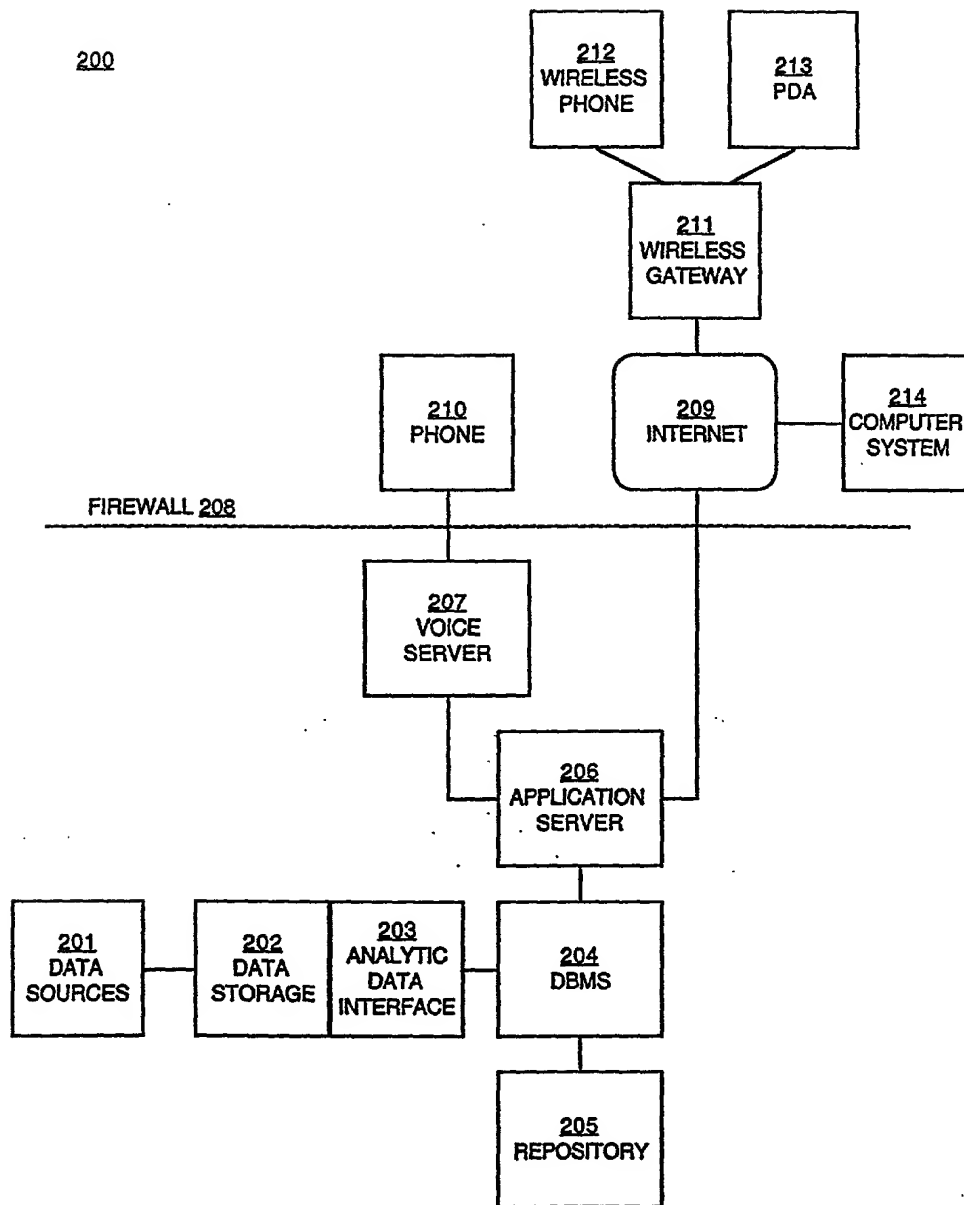 200
212
WIRELESS
PHONE
213
PDA
211
WIRELESS
GATEWAY
210
PHONE
209
INTERNET
214
COMPUTER
SYSTEM
FIREWALL 208
207
VOICE
SERVER
206
APPLICATION
SERVER
201
DATA
SOURCES
202
DATA
STORAGE
203
ANALYTIC
DATA
INTERFACE
204
DBMS
205
REPOSITORY